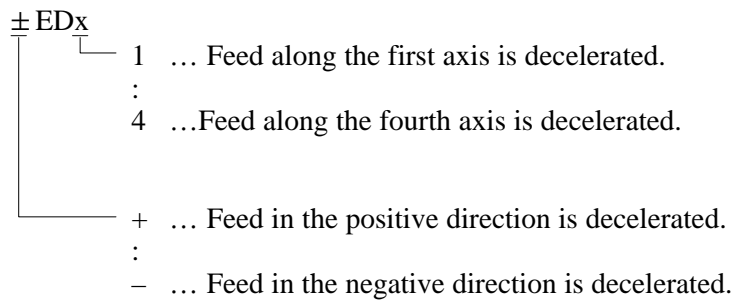 ± EDx
1 … Feed along the first axis is decelerated.
:
4 …Feed along the fourth axis is decelerated.
+ … Feed in the positive direction is decelerated.
:
– … Feed in the negative direction is decelerated.